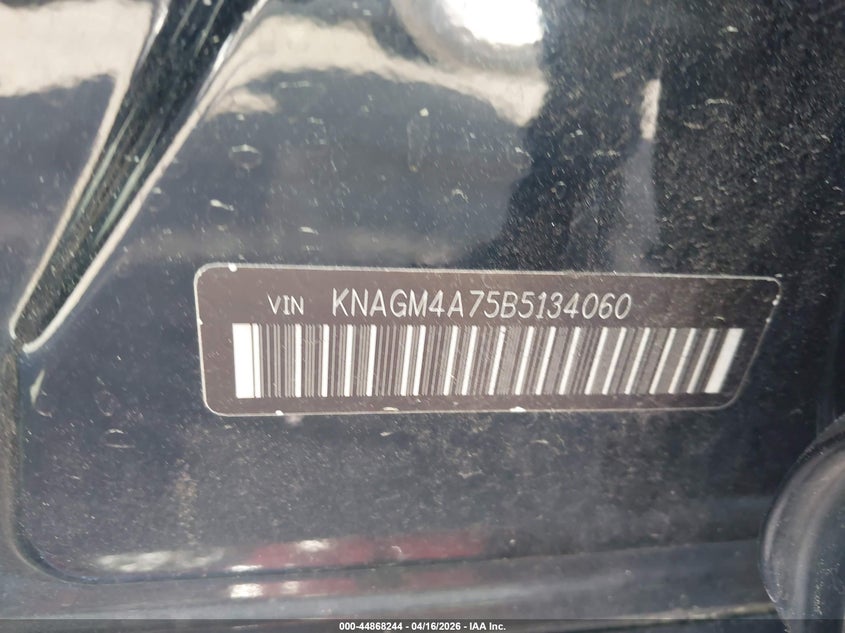 VIN KNAGM4A75B5134060
000-44868244 - 04/16/2026 - IAA Inc.